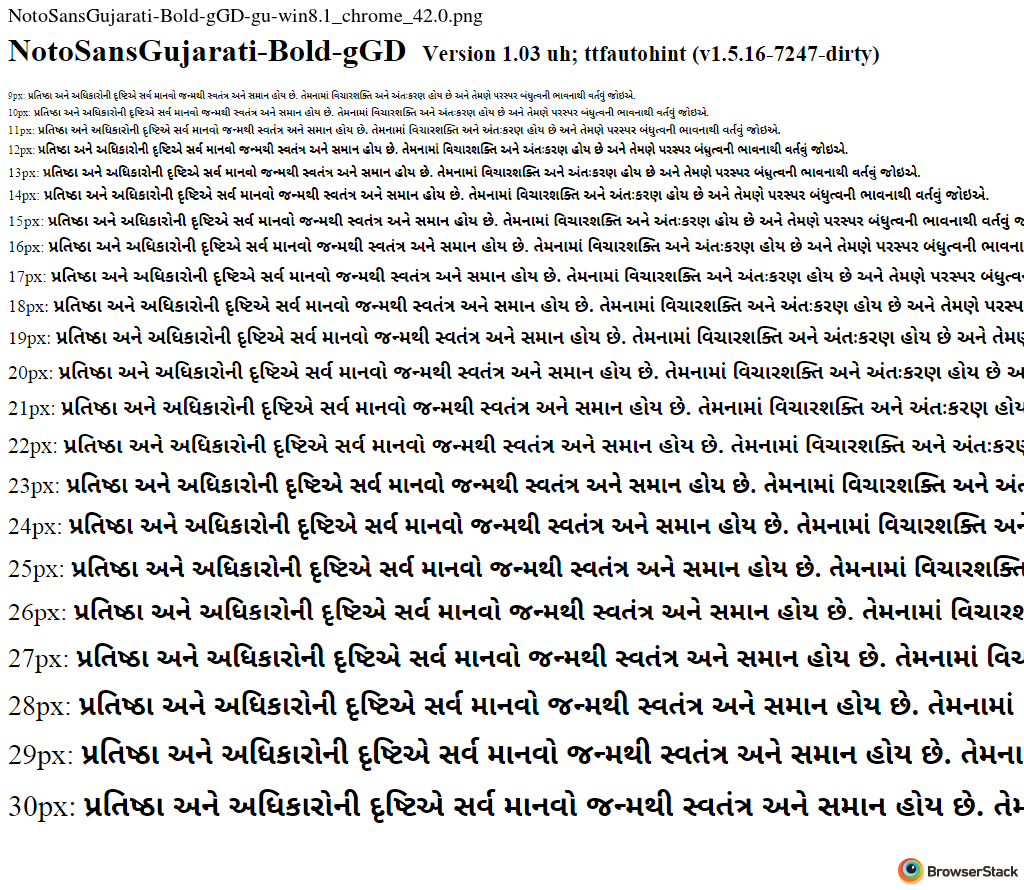 NotoSansGujarati-Bold-gGD-gu-win8.1_chrome_42.0.png
NotoSansGujarati-Bold-gGD Version 1.03 uh; ttfautohint (v1.5.16-7247-dirty)
9px: પ્રતિષ્ઠા અને અધિકારોની દૃષ્ટિએ સર્વ માનવો જન્મથી સ્વતંત્ર અને સમાન હોય છે. તેમનામાં વિચારશક્તિ અને અંતઃકરણ હોય છે અને તેમણે પરસ્પર બંધુત્વની ભાવનાથી વર્તવું જોઇએ.
10px: પ્રતિષ્ઠા અને અધિકારોની દૃષ્ટિએ સર્વ માનવો જન્મથી સ્વતંત્ર અને સમાન હોય છે. તેમનામાં વિચારશક્તિ અને અંતઃકરણ હોય છે અને તેમણે પરસ્પર બંધુત્વની ભાવનાથી વર્તવું જોઇએ.
11px: પ્રતિષ્ઠા અને અધિકારોની દૃષ્ટિએ સર્વ માનવો જન્મથી સ્વતંત્ર અને સમાન હોય છે. તેમનામાં વિચારશક્તિ અને અંતઃકરણ હોય છે અને તેમણે પરસ્પર બંધુત્વની ભાવનાથી વર્તવું જોઇએ.
12px: પ્રતિષ્ઠા અને અધિકારોની દૃષ્ટિએ સર્વ માનવો જન્મથી સ્વતંત્ર અને સમાન હોય છે. તેમનામાં વિચારશક્તિ અને અંતઃકરણ હોય છે અને તેમણે પરસ્પર બંધુત્વની ભાવનાથી વર્તવું જોઇએ.
13px: પ્રતિષ્ઠા અને અધિકારોની દૃષ્ટિએ સર્વ માનવો જન્મથી સ્વતંત્ર અને સમાન હોય છે. તેમનામાં વિચારશક્તિ અને અંતઃકરણ હોય છે અને તેમણે પરસ્પર બંધુત્વની ભાવનાથી વર્તવું જોઇએ.
14px: પ્રતિષ્ઠા અને અધિકારોની દૃષ્ટિએ સર્વ માનવો જન્મથી સ્વતંત્ર અને સમાન હોય છે. તેમનામાં વિચારશક્તિ અને અંતઃકરણ હોય છે અને તેમણે પરસ્પર બંધુત્વની ભાવનાથી વર્તવું જોઇએ.
15px: પ્રતિષ્ઠા અને અધિકારોની દૃષ્ટિએ સર્વ માનવો જન્મથી સ્વતંત્ર અને સમાન હોય છે. તેમનામાં વિચારશક્તિ અને અંતઃકરણ હોય છે અને તેમણે પરસ્પર બંધુત્વની ભાવનાથી વર્તવું
16px: પ્રતિષ્ઠા અને અધિકારોની દૃષ્ટિએ સર્વ માનવો જન્મથી સ્વતંત્ર અને સમાન હોય છે. તેમનામાં વિચારશક્તિ અને અંતઃકરણ હોય છે અને તેમણે પરસ્પર બંધુત્વની ભાવના
17px: પ્રતિષ્ઠા અને અધિકારોની દૃષ્ટિએ સર્વ માનવો જન્મથી સ્વતંત્ર અને સમાન હોય છે. તેમનામાં વિચારશક્તિ અને અંતઃકરણ હોય છે અને તેમણે પરસ્પર
18px: પ્રતિષ્ઠા અને અધિકારોની દૃષ્ટિએ સર્વ માનવો જન્મથી સ્વતંત્ર અને સમાન હોય છે. તેમનામાં વિચારશક્તિ અને અંતઃકરણ હોય છે અને તેમણે પરસ્પ
19px: પ્રતિષ્ઠા અને અધિકારોની દૃષ્ટિએ સર્વ માનવો જન્મથી સ્વતંત્ર અને સમાન હોય છે. તેમનામાં વિચારશક્તિ અને અંતઃકરણ હોય છે અને
20px: પ્રતિષ્ઠા અને અધિકારોની દૃષ્ટિએ સર્વ માનવો જન્મથી સ્વતંત્ર અને સમાન હોય છે. તેમનામાં વિચારશક્તિ અને અંતઃકરણ હોય છે
21px: પ્રતિષ્ઠા અને અધિકારોની દૃષ્ટિએ સર્વ માનવો જન્મથી સ્વતંત્ર અને સમાન હોય છે. તેમનામાં વિચારશક્તિ અને અંતઃકરણ હોય
22px: પ્રતિષ્ઠા અને અધિકારોની દૃષ્ટિએ સર્વ માનવો જન્મથી સ્વતંત્ર અને સમાન હોય છે. તેમનામાં વિચારશક્તિ અને
23px: પ્રતિષ્ઠા અને અધિકારોની દૃષ્ટિએ સર્વ માનવો જન્મથી સ્વતંત્ર અને સમાન હોય છે. તેમનામાં વિચારશક્તિ અને
24px: પ્રતિષ્ઠા અને અધિકારોની દૃષ્ટિએ સર્વ માનવો જન્મથી સ્વતંત્ર અને સમાન હોય છે. તેમનામાં વિચારશક્તિ
25px: પ્રતિષ્ઠા અને અધિકારોની દૃષ્ટિએ સર્વ માનવો જન્મથી સ્વતંત્ર અને સમાન હોય છે. તેમનામાં વિચારશક્તિ
26px: પ્રતિષ્ઠા અને અધિકારોની દૃષ્ટિએ સર્વ માનવો જન્મથી સ્વતંત્ર અને સમાન હોય છે. તેમનામાં વિચારશ
27px: પ્રતિષ્ઠા અને અધિકારોની દૃષ્ટિએ સર્વ માનવો જન્મથી સ્વતંત્ર અને સમાન હોય છે. તેમનામાં
28px: પ્રતિષ્ઠા અને અધિકારોની દૃષ્ટિએ સર્વ માનવો જન્મથી સ્વતંત્ર અને સમાન હોય છે. તેમનામાં
29px: પ્રતિષ્ઠા અને અધિકારોની દૃષ્ટિએ સર્વ માનવો જન્મથી સ્વતંત્ર અને સમાન હોય છે. તેમના
30px: પ્રતિષ્ઠા અને અધિકારોની દૃષ્ટિએ સર્વ માનવો જન્મથી સ્વતંત્ર અને સમાન હોય છે.
BrowserStack